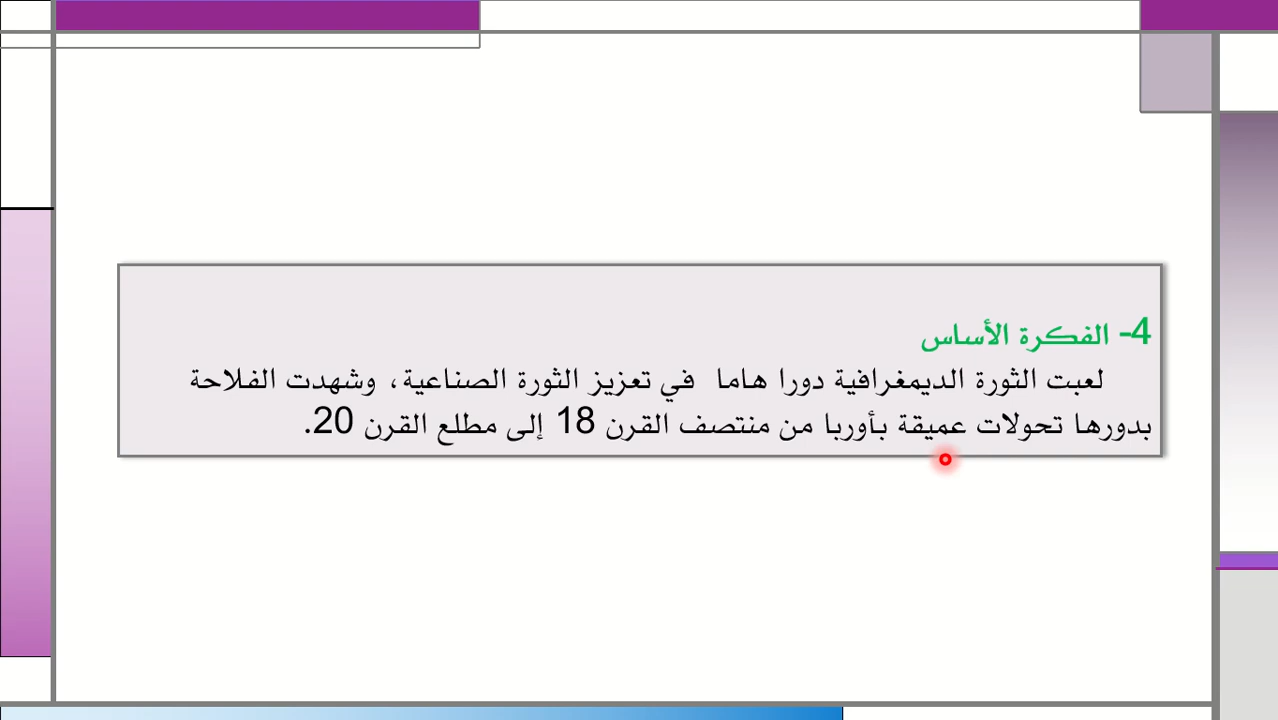 4- الفكرة الأساس
لعبت الثورة الديمغرافية دورا هاما في تعزيز الثورة الصناعية، وشهدت الفلاحة
بدورها تحولات عميقة بأوربا من منتصف القرن 18 إلى مطلع القرن 20.